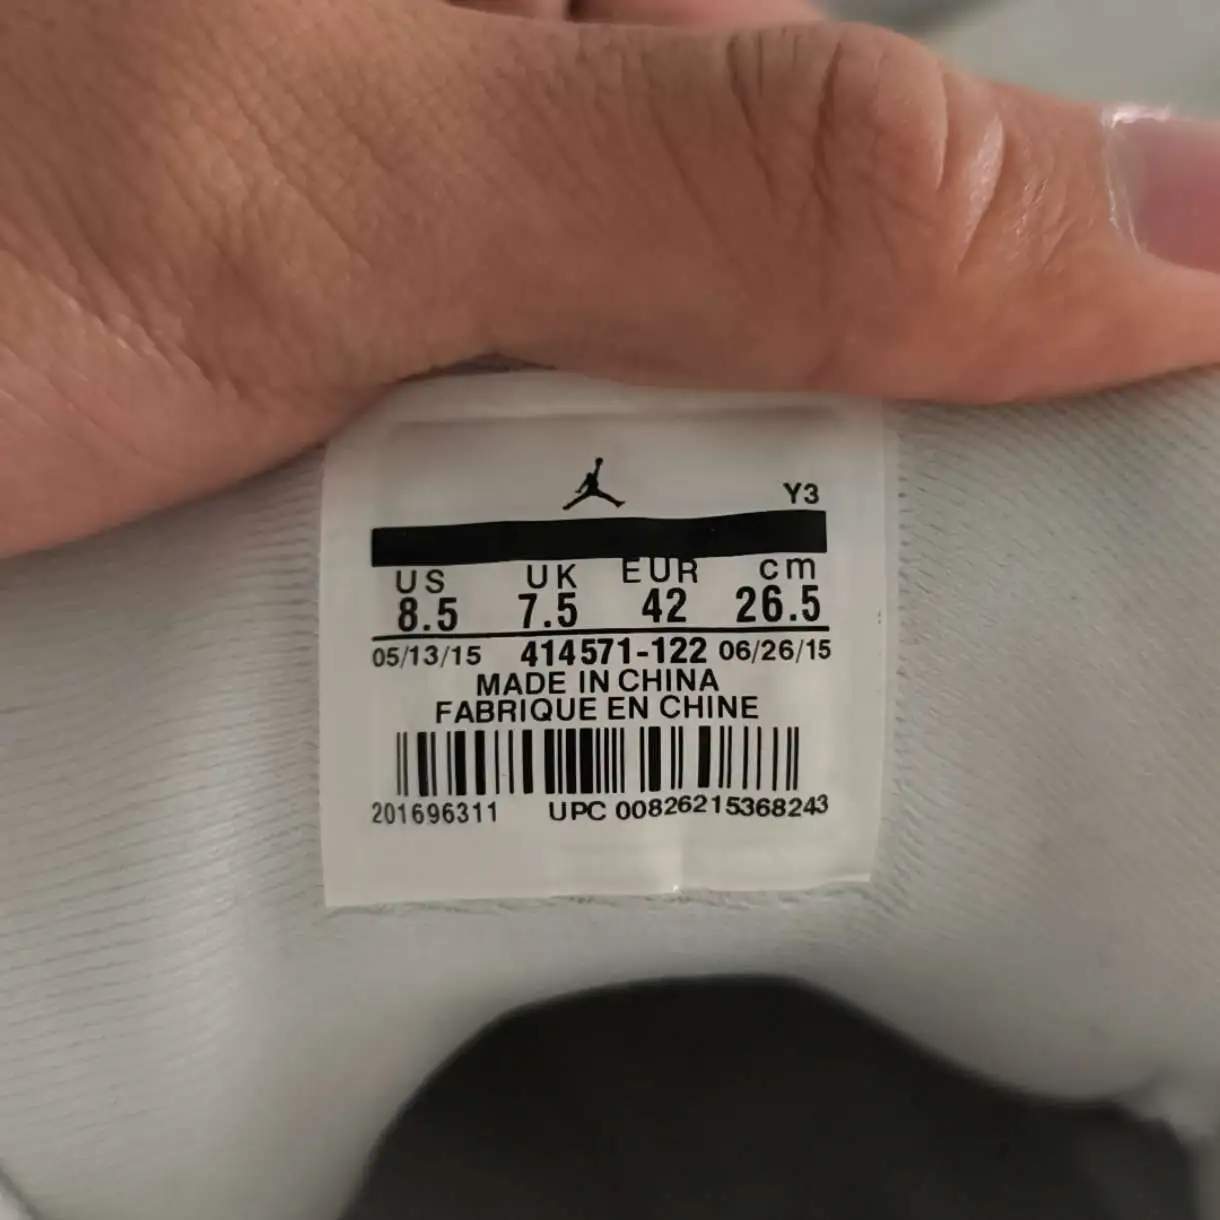 Y3
US UK EUR cm
8.5 7.5 42 26.5
05/13/15 414571-122 06/26/15
MADE IN CHINA
FABRIQUE EN CHINE
201696311 UPC 00826215368243